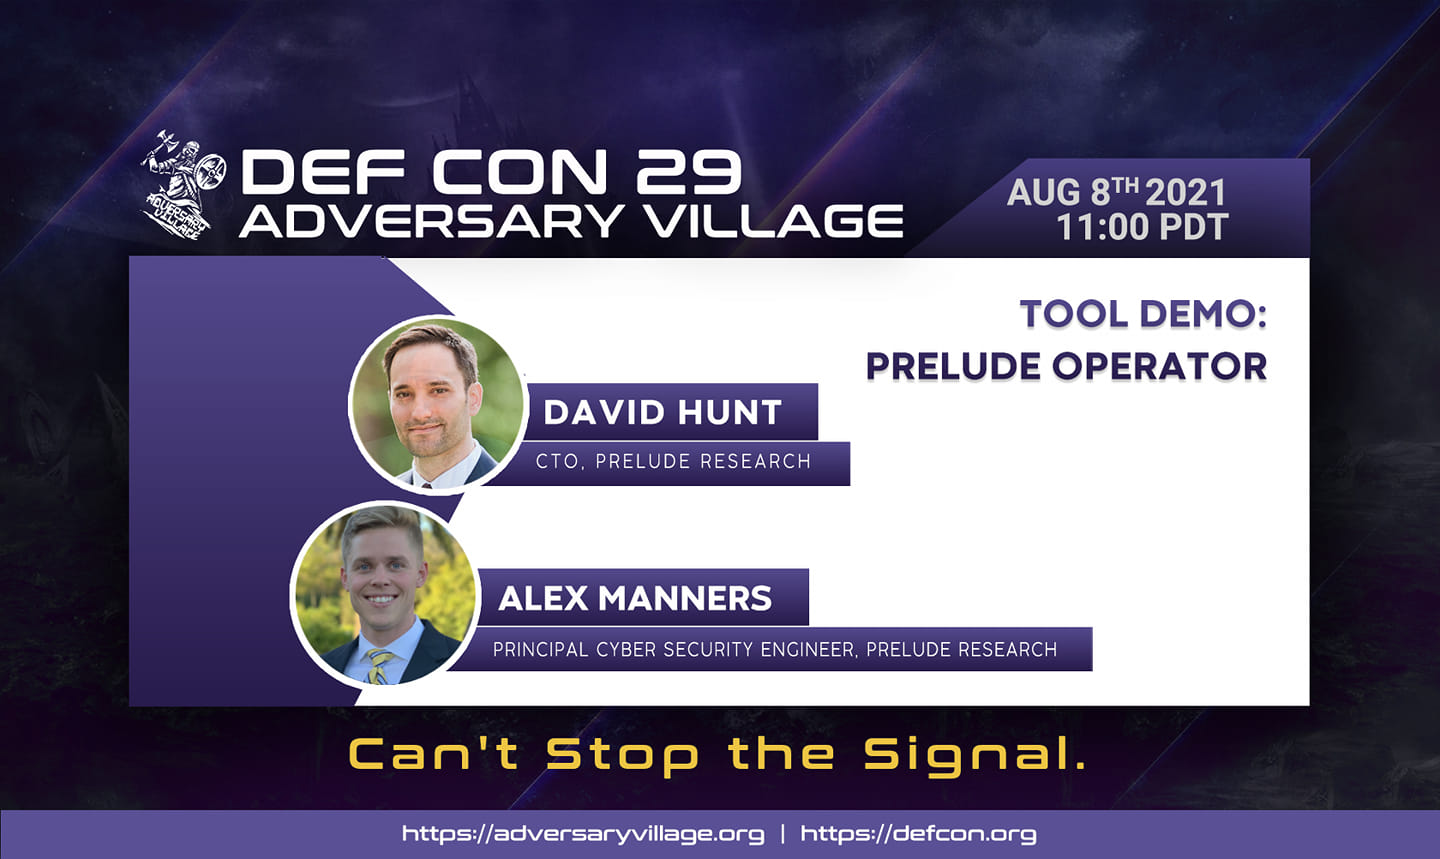 DEF CON 29
ADVERSARY VILLAGE
ADVERSARY
VILLAGE
AUG 8TH 2021
11:00 PDT
TOOL DEMO:
PRELUDE OPERATOR
DAVID HUNT
CTO, PRELUDE RESEARCH
ALEX MANNERS
PRINCIPAL CYBER SECURITY ENGINEER, PRELUDE RESEARCH
Can't Stop the Signal.
https://adversaryvillage.org | https://defcon.org